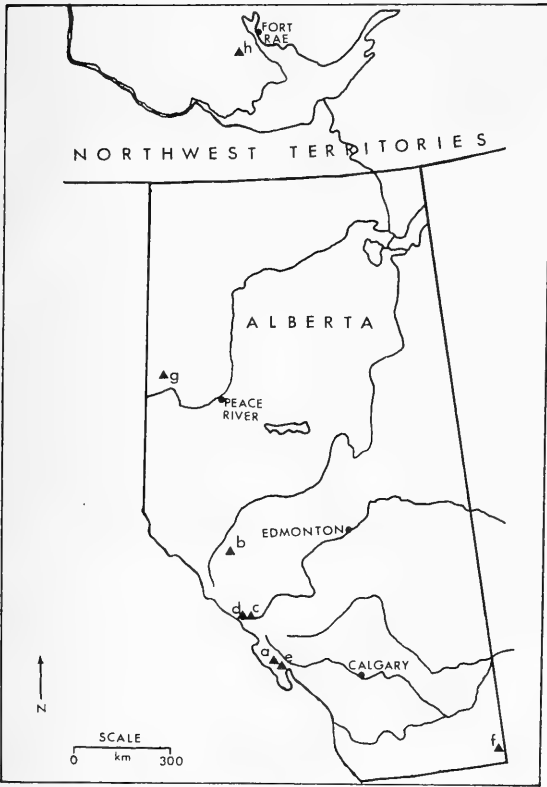 FORT
RAE
h
NORTHWEST TERRITORIES
ALBERTA
g
PEACE
RIVER
EDMONTON
b
d c
a e
CALGARY
N
SCALE
0 km 300
f